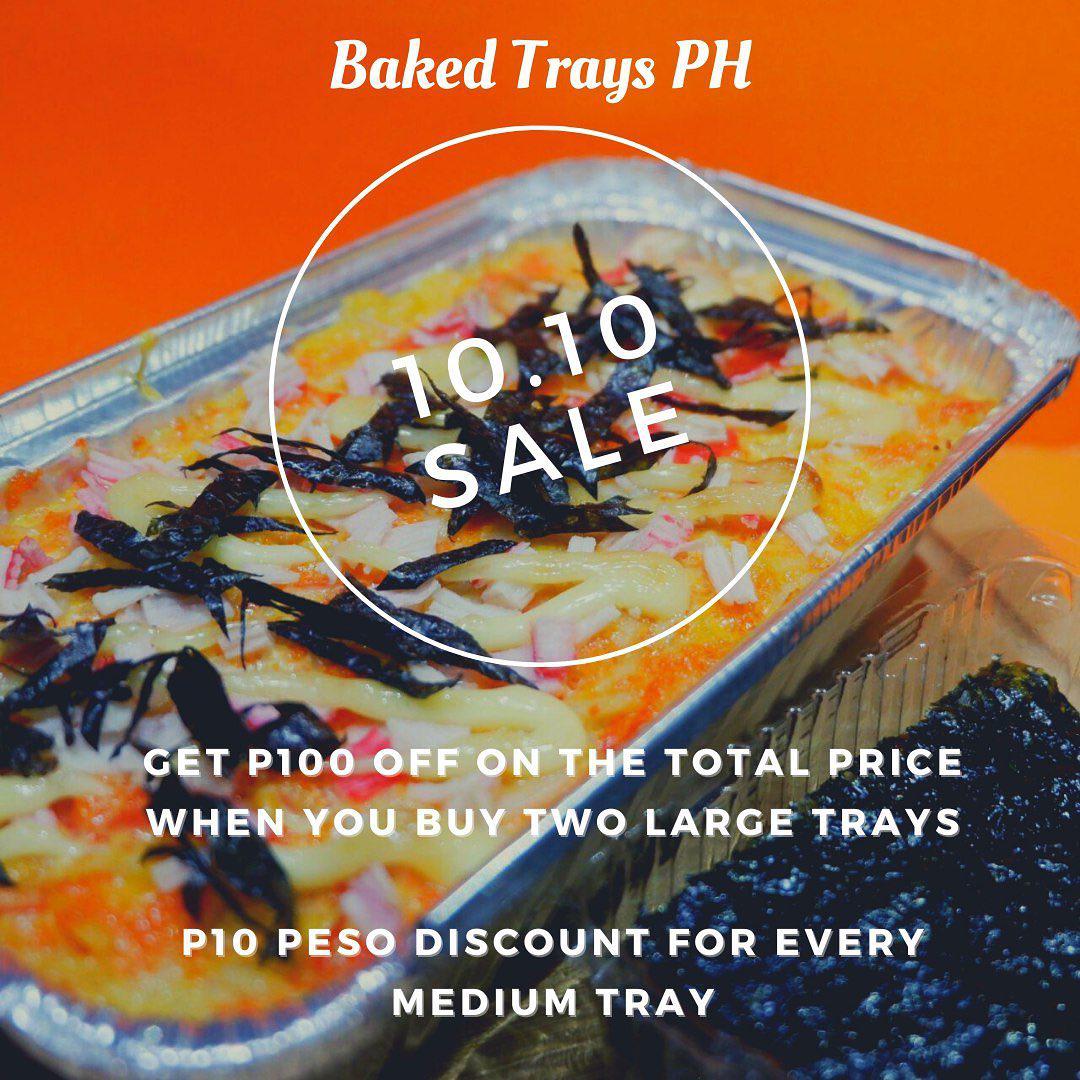 Baked Trays PH
10.10
SALE
GET P100 OFF ON THE TOTAL PRICE
WHEN YOU BUY TWO LARGE TRAYS
P10 PESO DISCOUNT FOR EVERY
MEDIUM TRAY